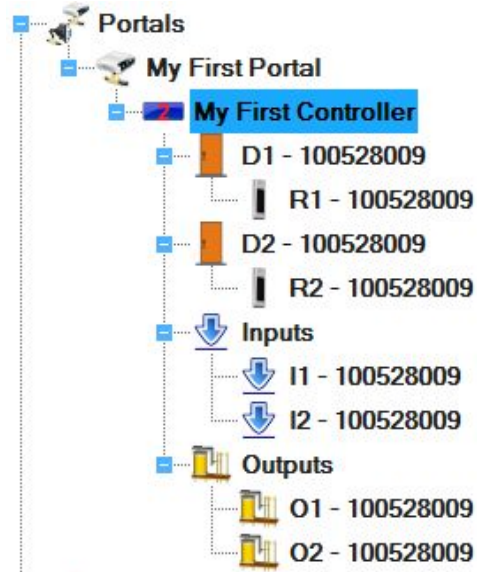 Portals
My First Portal
2 My First Controller
D1 - 100528009
R1 - 100528009
D2 - 100528009
R2 - 100528009
Inputs
I1 - 100528009
I2 - 100528009
Outputs
O1 - 100528009
O2 - 100528009